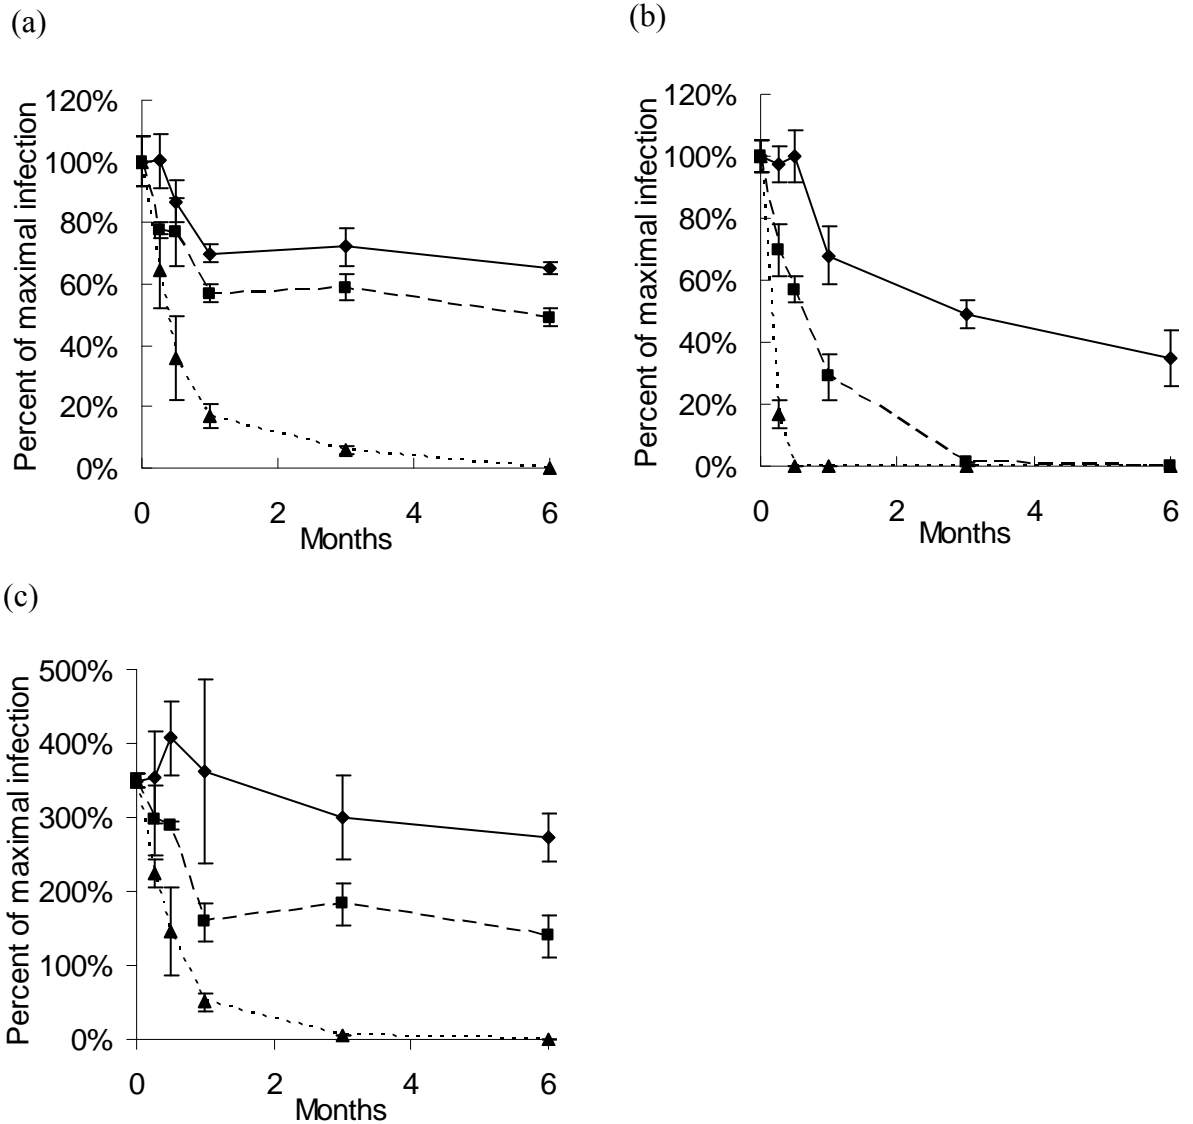 (a)
Percent of maximal infection
120%
100%
80%
60%
40%
20%
0%
0 2 4 6
Months
(b)
Percent of maximal infection
120%
100%
80%
60%
40%
20%
0%
0 2 4 6
Months
(c)
Percent of maximal infection
500%
400%
300%
200%
100%
0%
0 2 4 6
Months